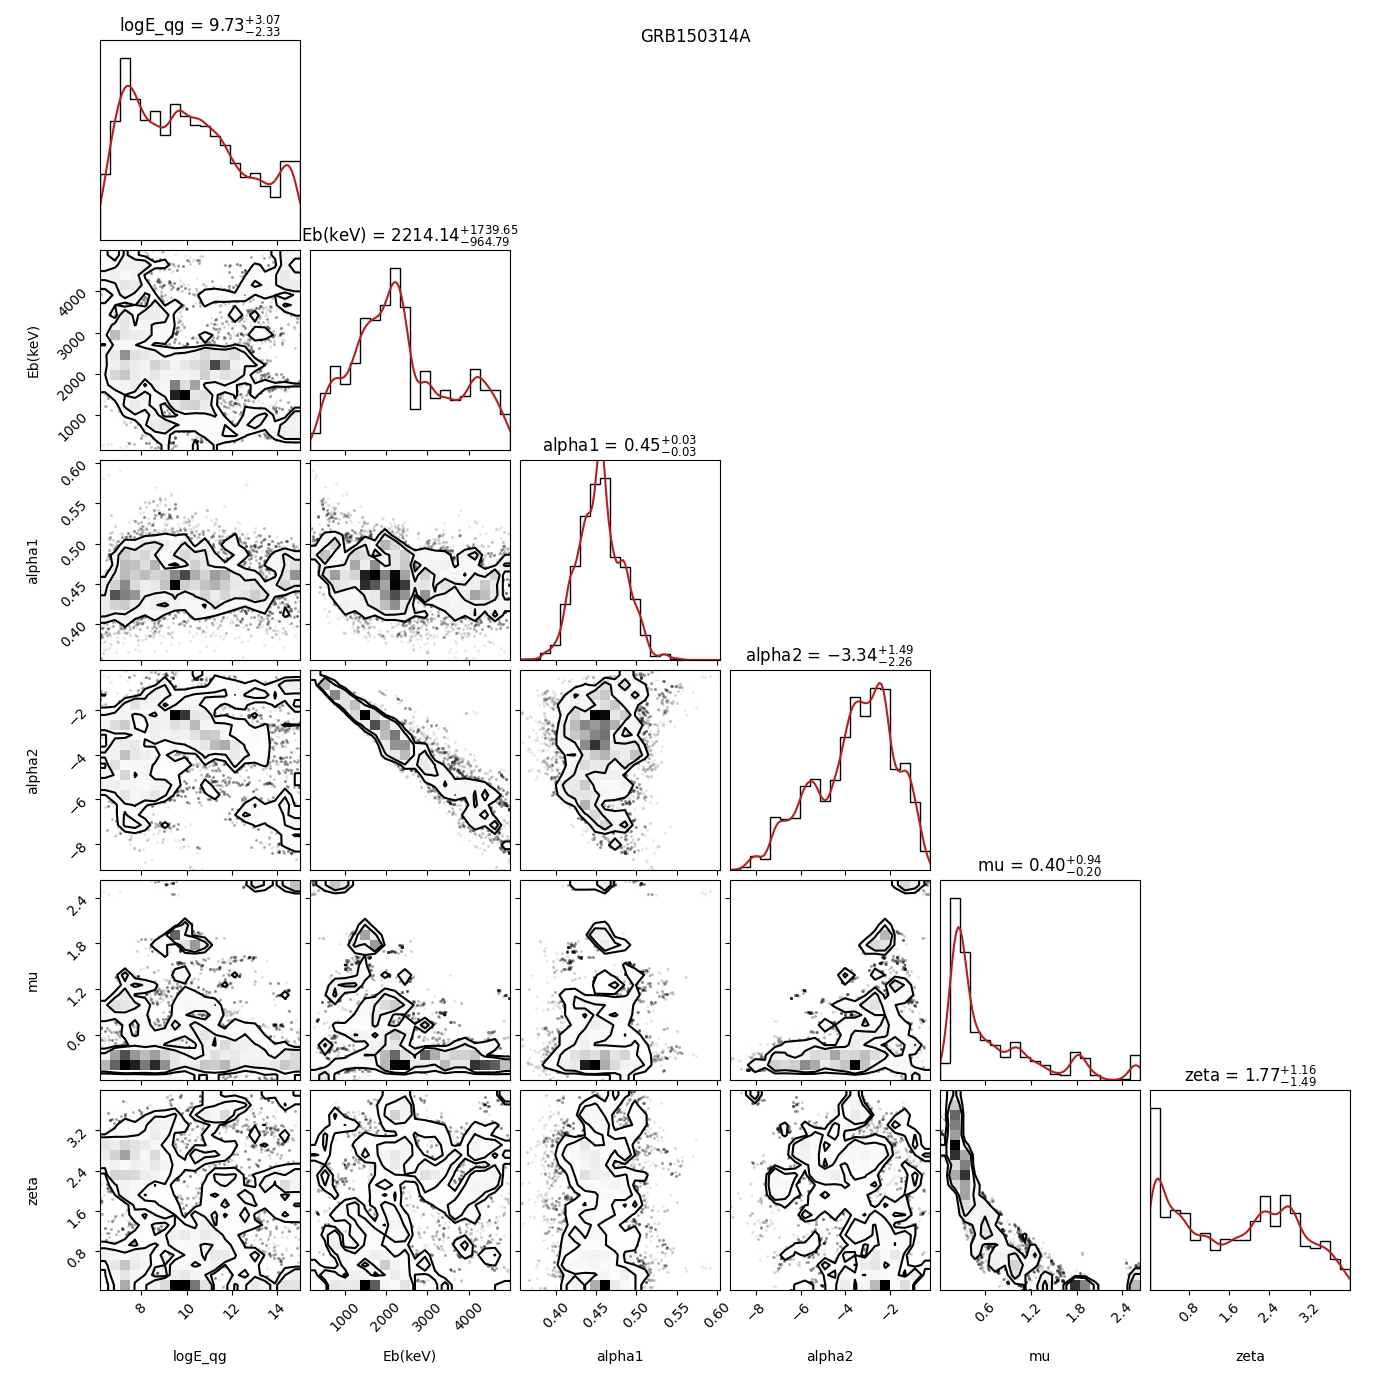 GRB150314A
logE_qg = 9.73+3.07−2.33
Eb(keV) = 2214.14+1739.65−964.79
Eb(keV)
4000
3000
2000
1000
alpha1 = 0.45+0.03−0.03
alpha1
0.60
0.55
0.50
0.45
0.40
alpha2 = −3.34+1.49−2.26
alpha2
−2
−4
−6
−8
mu = 0.40+0.94−0.20
mu
2.4
1.8
1.2
0.6
zeta = 1.77+1.16−1.49
zeta
3.2
2.4
1.6
0.8
8 10 12 14
1000 2000 3000 4000
0.40 0.45 0.50 0.55 0.60
−8 −6 −4 −2
0.6 1.2 1.8 2.4
0.8 1.6 2.4 3.2
logE_qg Eb(keV) alpha1 alpha2 mu zeta